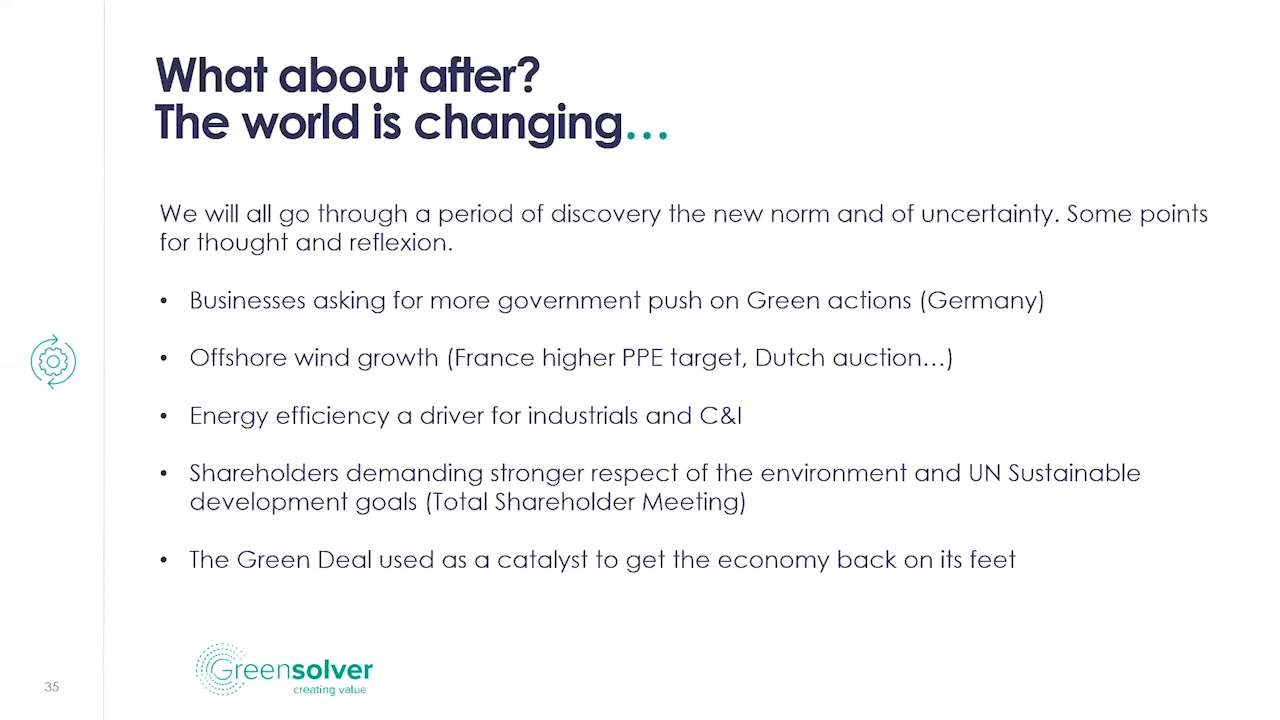 What about after?
The world is changing…
We will all go through a period of discovery the new norm and of uncertainty. Some points
for thought and reflexion.
• Businesses asking for more government push on Green actions (Germany)
• Offshore wind growth (France higher PPE target, Dutch auction…)
• Energy efficiency a driver for industrials and C&I
• Shareholders demanding stronger respect of the environment and UN Sustainable
development goals (Total Shareholder Meeting)
• The Green Deal used as a catalyst to get the economy back on its feet
Greensolver
creating value
35